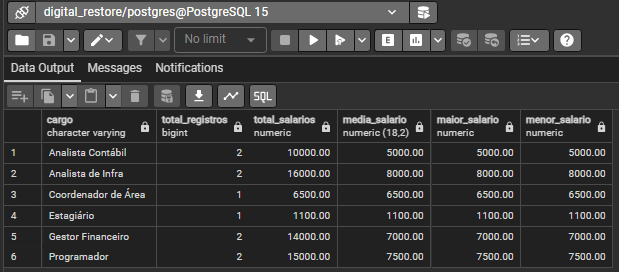 digital_restore/postgres@PostgreSQL 15
No limit
E
Data Output Messages Notifications
SQL
cargo total_registros total_salarios media_salario maior_salario menor_salario
character varying bigint numeric numeric (18,2) numeric numeric
1 Analista Contábil 2 10000.00 5000.00 5000.00 5000.00
2 Analista de Infra 2 16000.00 8000.00 8000.00 8000.00
3 Coordenador de Área 1 6500.00 6500.00 6500.00 6500.00
4 Estagiário 1 1100.00 1100.00 1100.00 1100.00
5 Gestor Financeiro 2 14000.00 7000.00 7000.00 7000.00
6 Programador 2 15000.00 7500.00 7500.00 7500.00